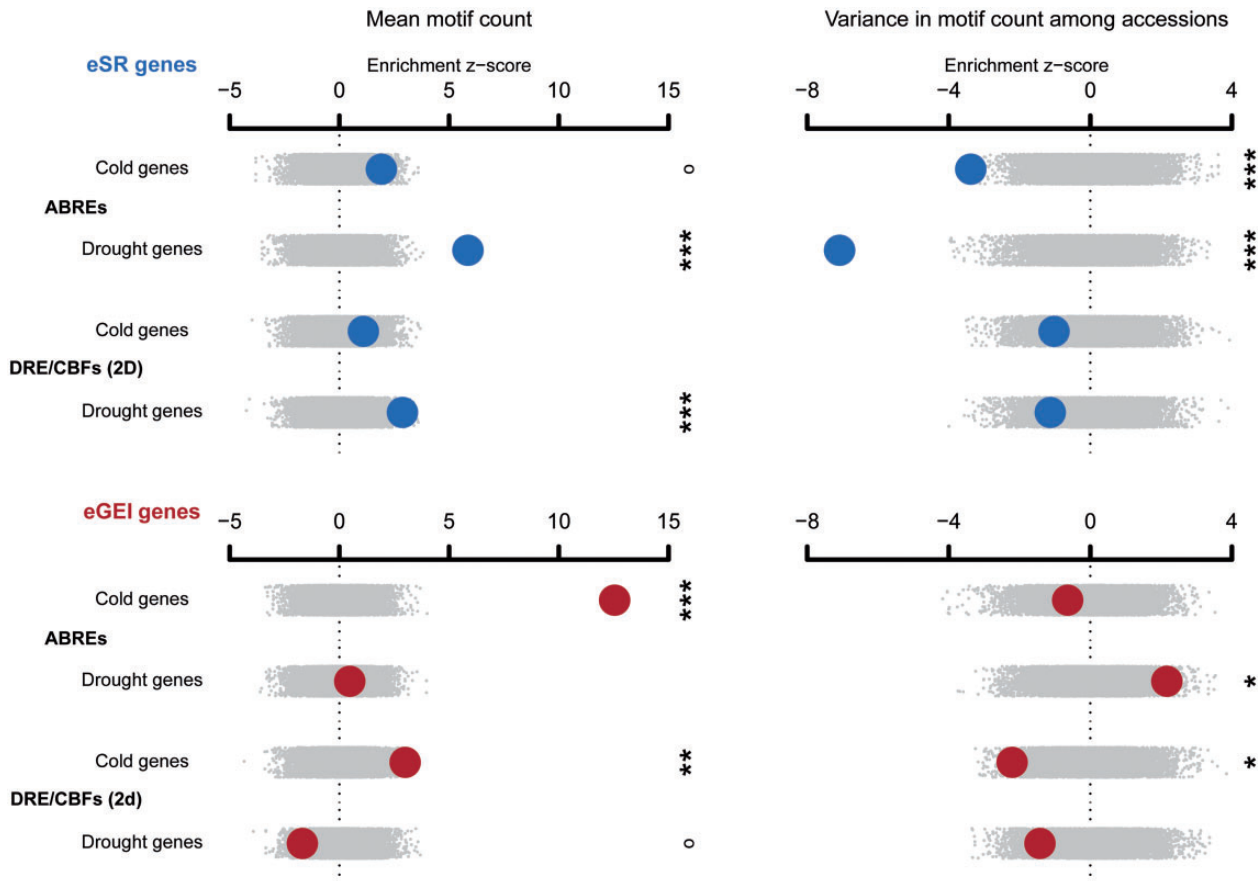 Mean motif count
Variance in motif count among accessions
eSR genes
Enrichment z−score
Enrichment z−score
−5 0 5 10 15
−8 −4 0 4
Cold genes o ***
ABREs
Drought genes *** ***
Cold genes
DRE/CBFs (2D)
Drought genes ***
eGEI genes
−5 0 5 10 15
−8 −4 0 4
Cold genes ***
ABREs
Drought genes *
Cold genes ** *
DRE/CBFs (2d)
Drought genes o